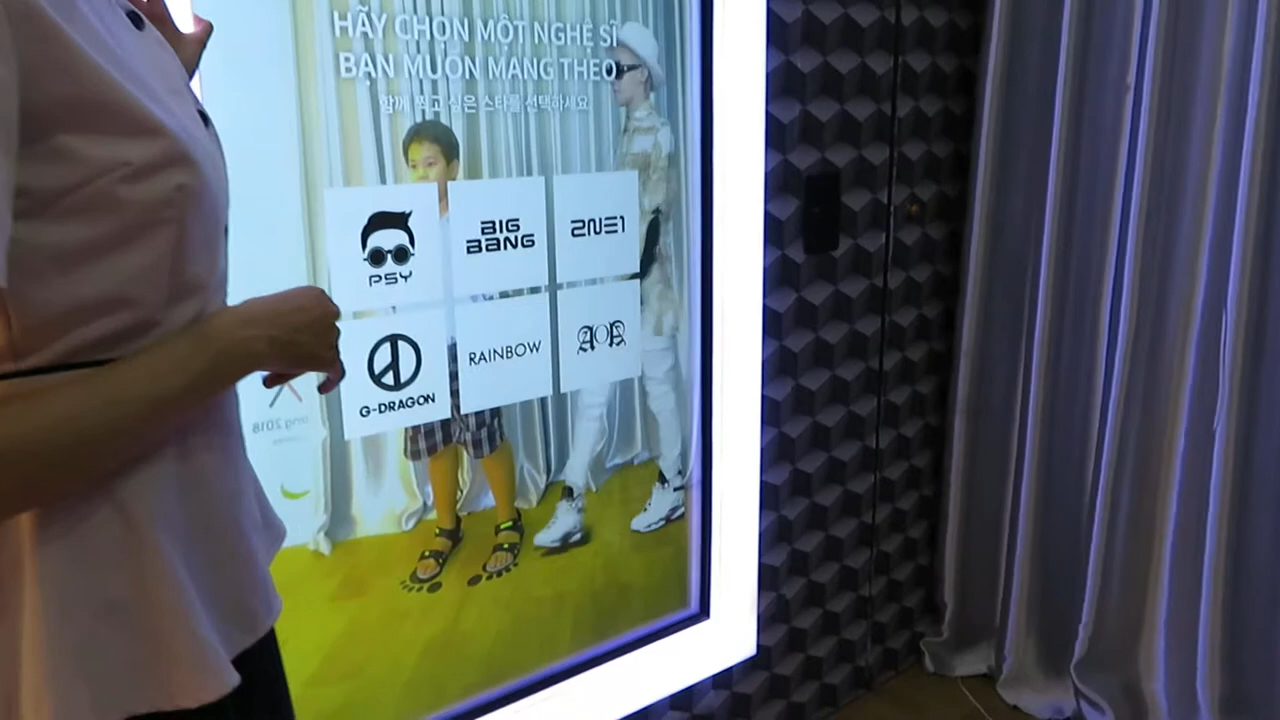 HÃY CHỌN MỘT NGHỆ SĨ
BẠN MUỐN MANG THEO
함께 찍고 싶은 스타를 선택하세요
PSY
BIG BANG
2NE1
G-DRAGON
RAINBOW
AOA
2018